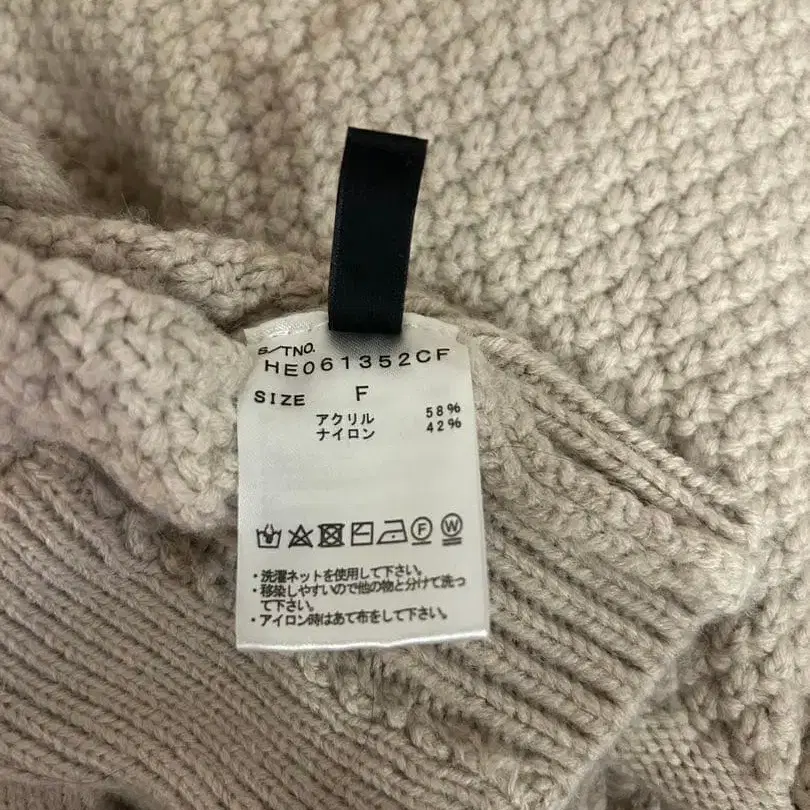 S/TNO.
HE061352CF
SIZE F
アクリル 58%
ナイロン 42%
F W
・洗濯ネットを使用して下さい。
・移染しやすいので他の物と分けて洗っ
て下さい。
・アイロン時はあて布をして下さい。